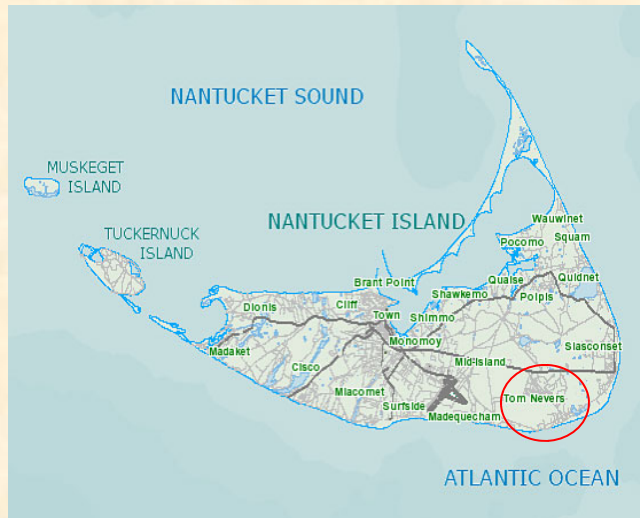 NANTUCKET SOUND
MUSKEGET
ISLAND
NANTUCKET ISLAND
TUCKERNUCK
ISLAND
Wauwinet
Squam
Pocomo
Quidnet
Quaise
Polpis
Brant Point
Shawkemo
Dionis
Cliff
Town
Shimmo
Monomoy
Siasconset
Madaket
Mid-Island
Cisco
Miacomet
Tom Nevers
Surfside
Madequecham
ATLANTIC OCEAN